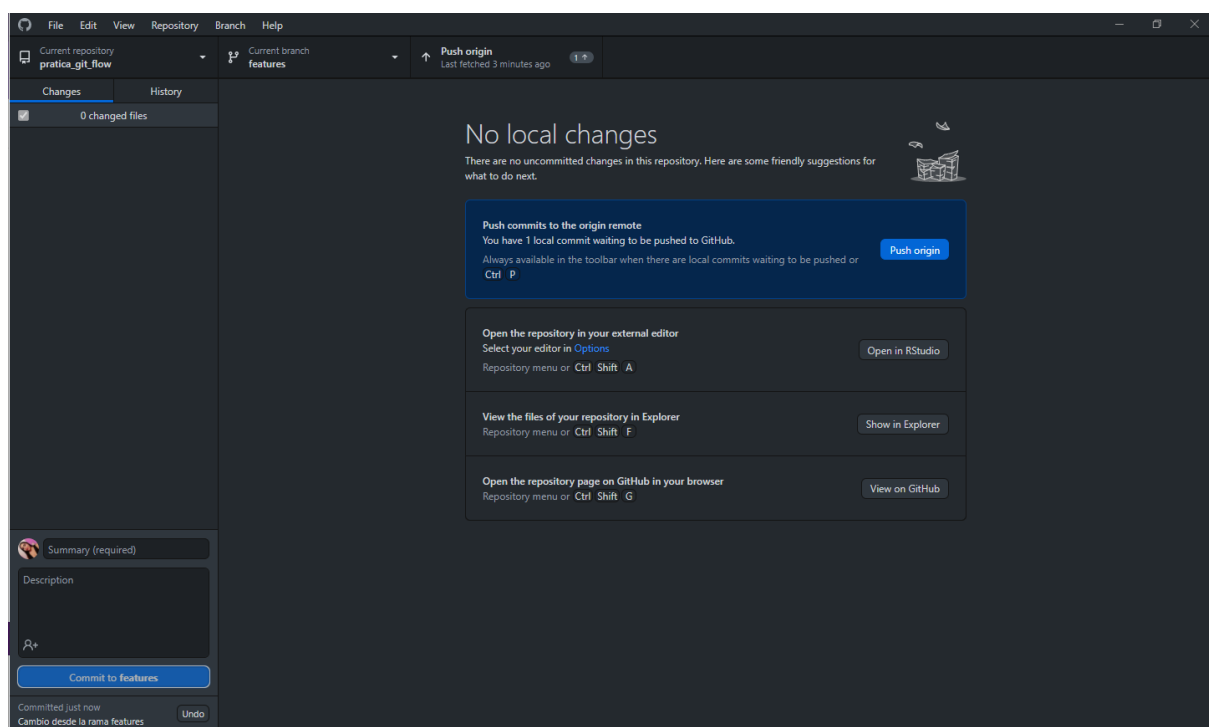 File Edit View Repository Branch Help
Current repository
pratica_git_flow
Current branch
features
Push origin
Last fetched 3 minutes ago
1
Changes History
0 changed files
No local changes
There are no uncommitted changes in this repository. Here are some friendly suggestions for
what to do next.
Push commits to the origin remote
You have 1 local commit waiting to be pushed to GitHub.
Always available in the toolbar when there are local commits waiting to be pushed or
Ctrl P
Push origin
Open the repository in your external editor
Select your editor in Options
Repository menu or Ctrl Shift A
Open in RStudio
View the files of your repository in Explorer
Repository menu or Ctrl Shift F
Show in Explorer
Open the repository page on GitHub in your browser
Repository menu or Ctrl Shift G
View on GitHub
Summary (required)
Description
Commit to features
Committed just now
Cambio desde la rama features
Undo